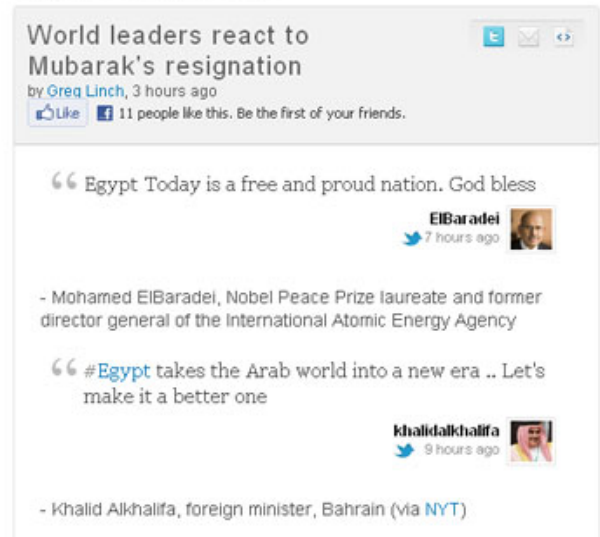 World leaders react to
Mubarak's resignation
by Greg Linch, 3 hours ago
Like 11 people like this. Be the first of your friends.
Egypt Today is a free and proud nation. God bless
ElBaradei
7 hours ago
- Mohamed ElBaradei, Nobel Peace Prize laureate and former
director general of the International Atomic Energy Agency
#Egypt takes the Arab world into a new era .. Let's
make it a better one
khalidalkhalifa
9 hours ago
- Khalid Alkhalifa, foreign minister, Bahrain (via NYT)